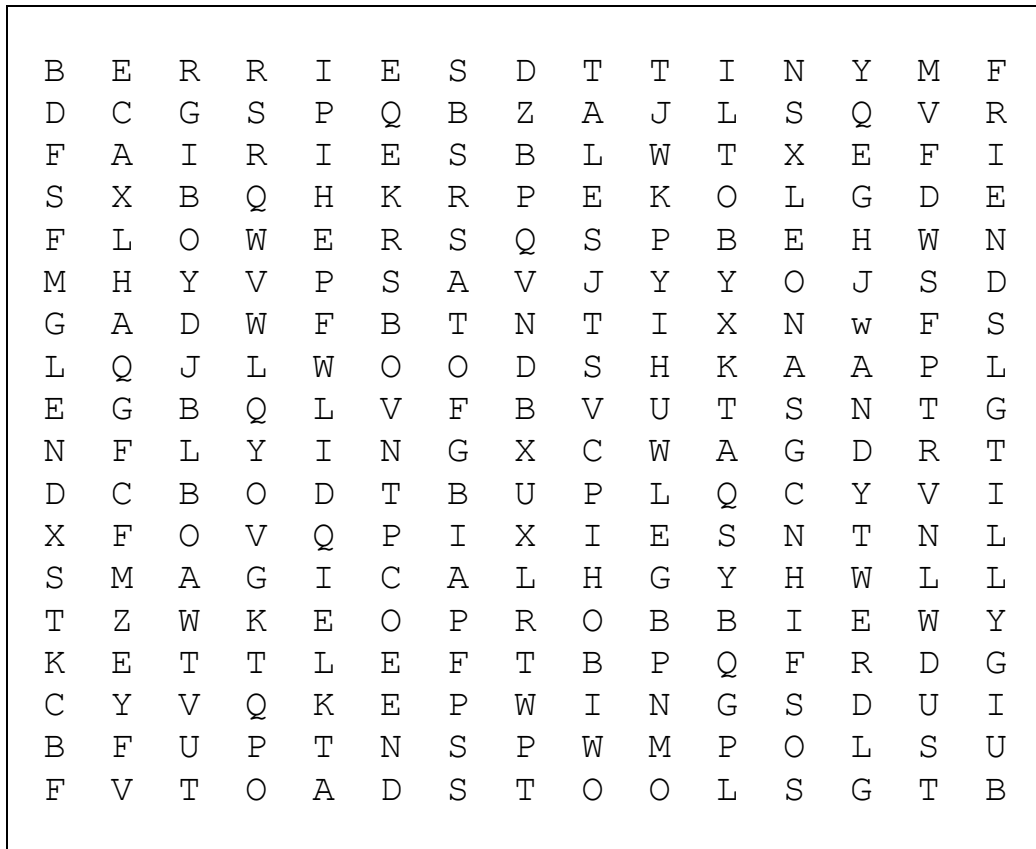 B E R R I E S D T T I N Y M F
D C G S P Q B Z A J L S Q V R
F A I R I E S B L W T X E F I
S X B Q H K R P E K O L G D E
F L O W E R S Q S P B E H W N
M H Y V P S A V J Y Y O J S D
G A D W F B T N T I X N w F S
L Q J L W O O D S H K A A P L
E G B Q L V F B V U T S N T G
N F L Y I N G X C W A G D R T
D C B O D T B U P L Q C Y V I
X F O V Q P I X I E S N T N L
S M A G I C A L H G Y H W L L
T Z W K E O P R O B B I E W Y
K E T T L E F T B P Q F R D G
C Y V Q K E P W I N G S D U I
B F U P T N S P W M P O L S U
F V T O A D S T O O L S G T B